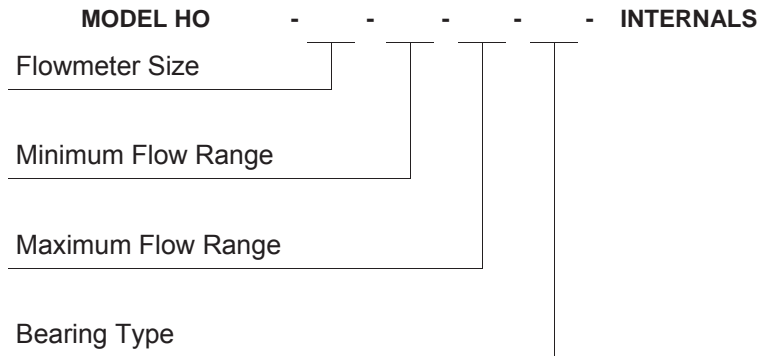 MODEL HO - - - - - INTERNALS
Flowmeter Size
Minimum Flow Range
Maximum Flow Range
Bearing Type